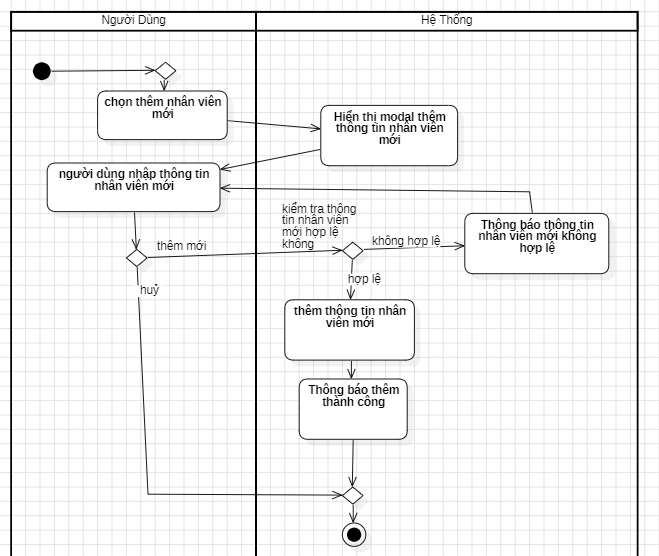 Người Dùng
Hệ Thống
chọn thêm nhân viên
mới
Hiển thị modal thêm
thông tin nhân viên
mới
người dùng nhập thông tin
nhân viên mới
kiểm tra thông
tin nhân viên
mới hợp lệ
không
thêm mới
không hợp lệ
Thông báo thông tin
nhân viên mới không
hợp lệ
huỷ
hợp lệ
thêm thông tin nhân
viên mới
Thông báo thêm
thành công